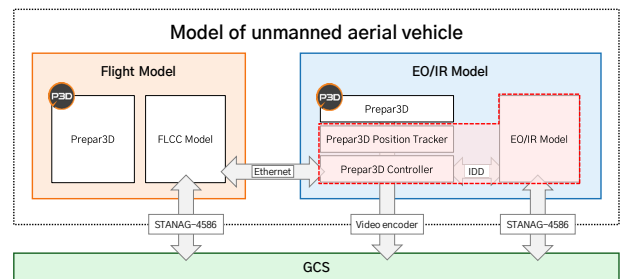 Model of unmanned aerial vehicle
Flight Model
EO/IR Model
P3D
P3D
Prepar3D
FLCC Model
Prepar3D
Prepar3D Position Tracker
Prepar3D Controller
EO/IR Model
Ethernet
IDD
STANAG-4586
Video encoder
STANAG-4586
GCS